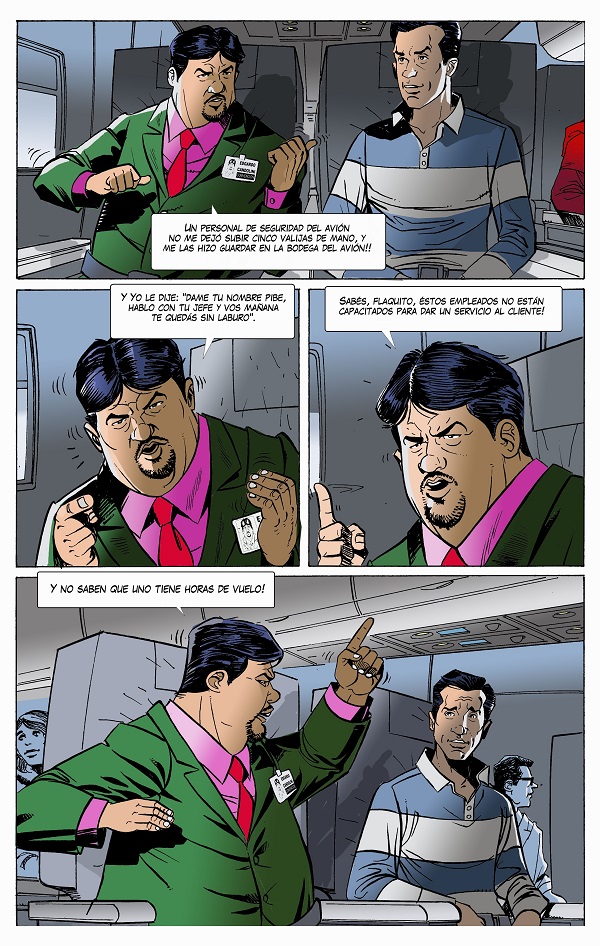 EDGARDO
CANDOLINI
UN PERSONAL DE SEGURIDAD DEL AVIÓN
NO ME DEJÓ SUBIR CINCO VALIJAS DE MANO, Y
ME LAS HIZO GUARDAR EN LA BODEGA DEL AVIÓN!!
Y YO LE DIJE: "DAME TU NOMBRE PIBE,
HABLO CON TU JEFE Y VOS MAÑANA
TE QUEDÁS SIN LABURO".
SABÉS, FLAQUITO, ÉSTOS EMPLEADOS NO ESTÁN
CAPACITADOS PARA DAR UN SERVICIO AL CLIENTE!
Y NO SABEN QUE UNO TIENE HORAS DE VUELO!